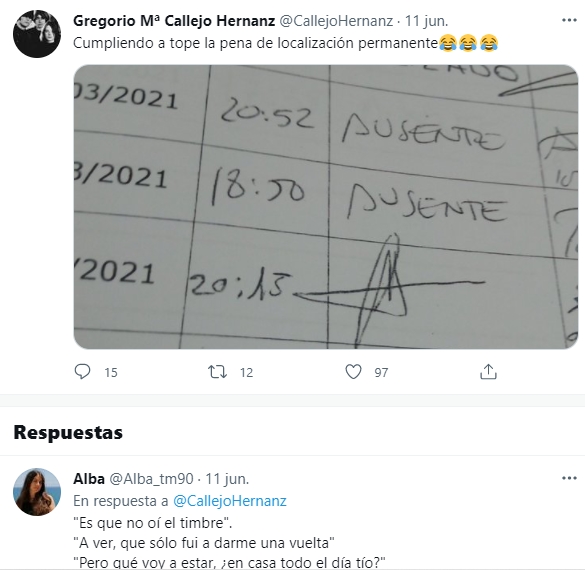 Gregorio Mª Callejo Hernanz @CallejoHernanz · 11 jun.
Cumpliendo a tope la pena de localización permanente😂😂😂
03/2021 20:52 AUSENTE
3/2021 18:50 AUSENTE
/2021 20:13
15 12 97
Respuestas
Alba @Alba_tm90 · 11 jun.
En respuesta a @CallejoHernanz
"Es que no oí el timbre".
"A ver, que sólo fui a darme una vuelta"
"Pero qué voy a estar, ¿en casa todo el día tío?"